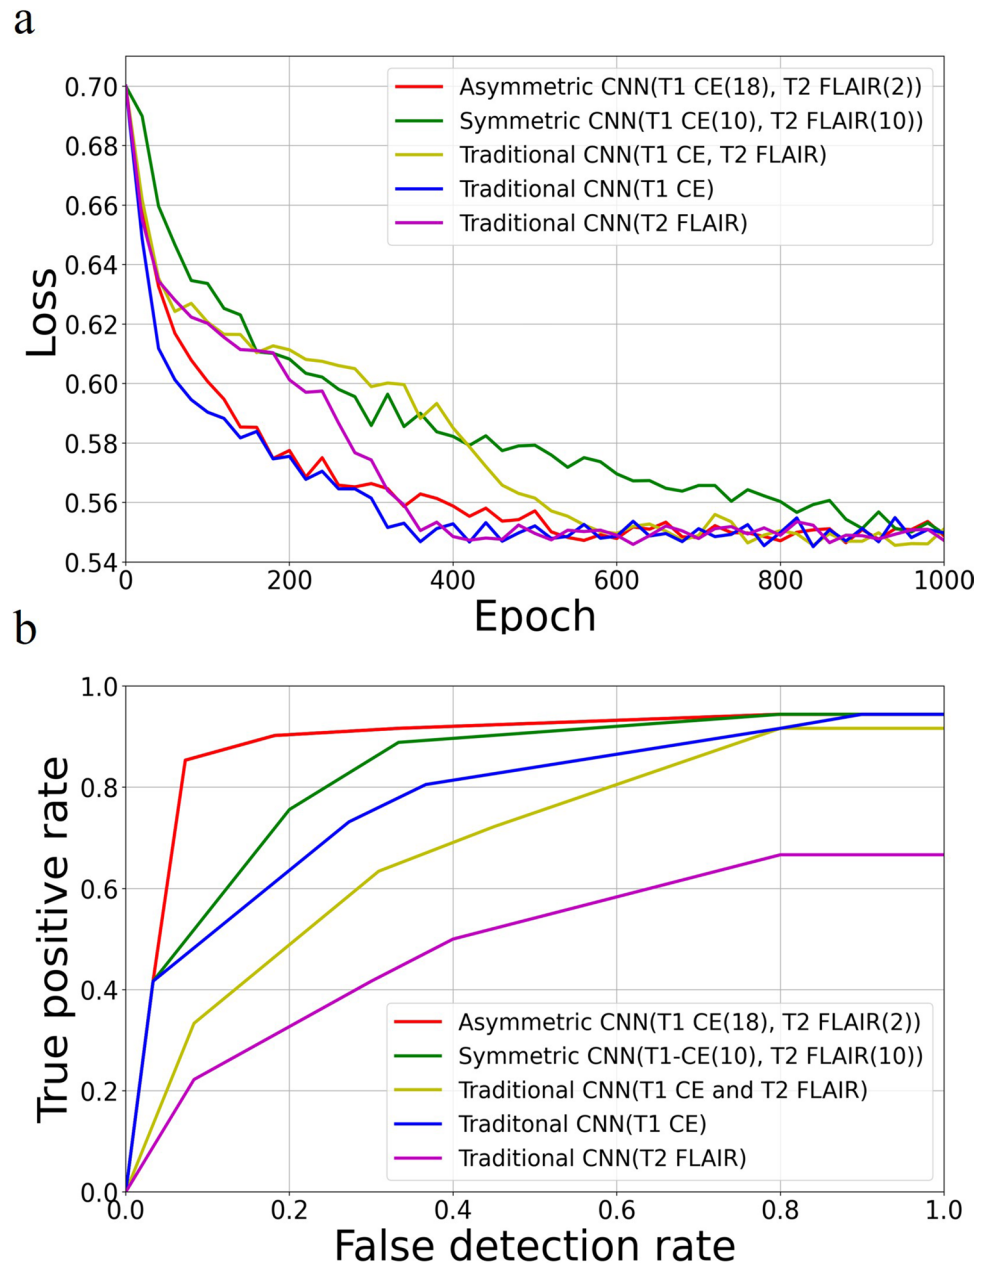 a
0.70
0.68
0.66
0.64
0.62
0.60
0.58
0.56
0.54
Loss
Asymmetric CNN(T1 CE(18), T2 FLAIR(2))
Symmetric CNN(T1 CE(10), T2 FLAIR(10))
Traditional CNN(T1 CE, T2 FLAIR)
Traditional CNN(T1 CE)
Traditional CNN(T2 FLAIR)
0 200 400 600 800 1000
Epoch
b
1.0
0.8
0.6
0.4
0.2
0.0
True positive rate
Asymmetric CNN(T1 CE(18), T2 FLAIR(2))
Symmetric CNN(T1-CE(10), T2 FLAIR(10))
Traditional CNN(T1 CE and T2 FLAIR)
Traditonal CNN(T1 CE)
Traditional CNN(T2 FLAIR)
0.0 0.2 0.4 0.6 0.8 1.0
False detection rate